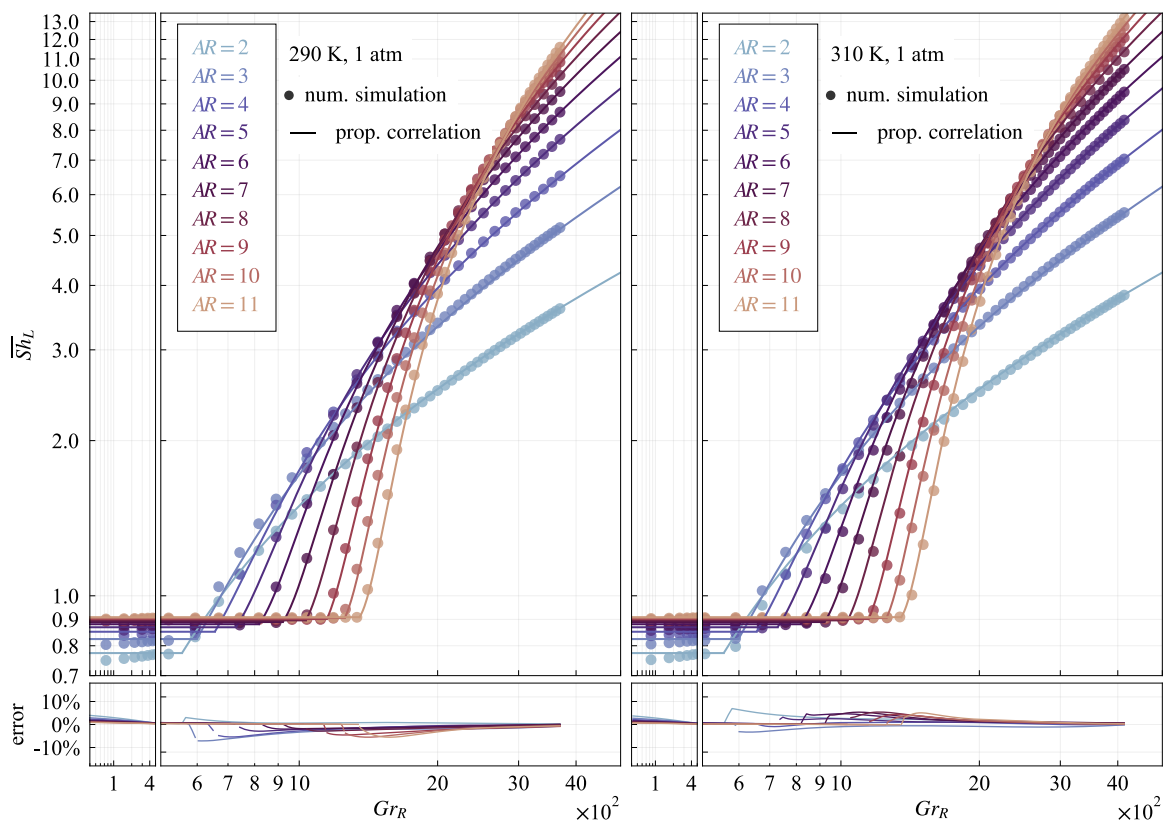 13.0
12.0
11.0
10.0
9.0
8.0
7.0
6.0
5.0
4.0
3.0
2.0
1.0
0.9
0.8
0.7
Sh_L
AR = 2
AR = 3
AR = 4
AR = 5
AR = 6
AR = 7
AR = 8
AR = 9
AR = 10
AR = 11
290 K, 1 atm
num. simulation
prop. correlation
AR = 2
AR = 3
AR = 4
AR = 5
AR = 6
AR = 7
AR = 8
AR = 9
AR = 10
AR = 11
310 K, 1 atm
num. simulation
prop. correlation
error
10%
0%
-10%
1 4 6 7 8 9 10 20 30 40
Gr_R
×10²
1 4 6 7 8 9 10 20 30 40
Gr_R
×10²